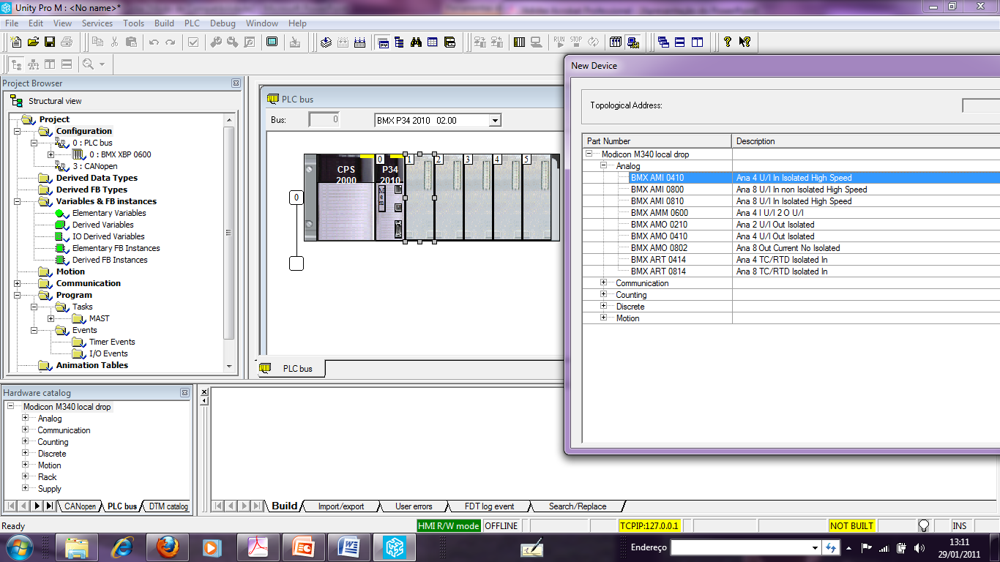 Unity Pro M : <No name>*
File Edit View Services Tools Build PLC Debug Window Help
RUN STOP
Project Browser
Structural view
Project
Configuration
0 : PLC bus
0 : BMX XBP 0600
3 : CANopen
Derived Data Types
Derived FB Types
Variables & FB instances
Elementary Variables
Derived Variables
IO Derived Variables
Elementary FB Instances
Derived FB Instances
Motion
Communication
Program
Tasks
MAST
Events
Timer Events
I/O Events
Animation Tables
PLC bus
Bus: 0 BMX P34 2010 02.00
0 1 2 3 4 5
CPS 2000
P34 2010
0
PLC bus
New Device
Topological Address:
Part Number Description
Modicon M340 local drop
Analog
BMX AMI 0410 Ana 4 U/I In Isolated High Speed
BMX AMI 0800 Ana 8 U/I In non Isolated High Speed
BMX AMI 0810 Ana 8 U/I In Isolated High Speed
BMX AMM 0600 Ana 4 I U/I 2 O U/I
BMX AMO 0210 Ana 2 U/I Out Isolated
BMX AMO 0410 Ana 4 U/I Out Isolated
BMX AMO 0802 Ana 8 Out Current No Isolated
BMX ART 0414 Ana 4 TC/RTD Isolated In
BMX ART 0814 Ana 8 TC/RTD Isolated In
Communication
Counting
Discrete
Motion
Hardware catalog
Modicon M340 local drop
Analog
Communication
Counting
Discrete
Motion
Rack
Supply
CANopen PLC bus DTM catalog
Build Import/export User errors FDT log event Search/Replace
Ready HMI R/W mode OFFLINE TCPIP:127.0.0.1 NOT BUILT INS
Endereço
13:11
29/01/2011